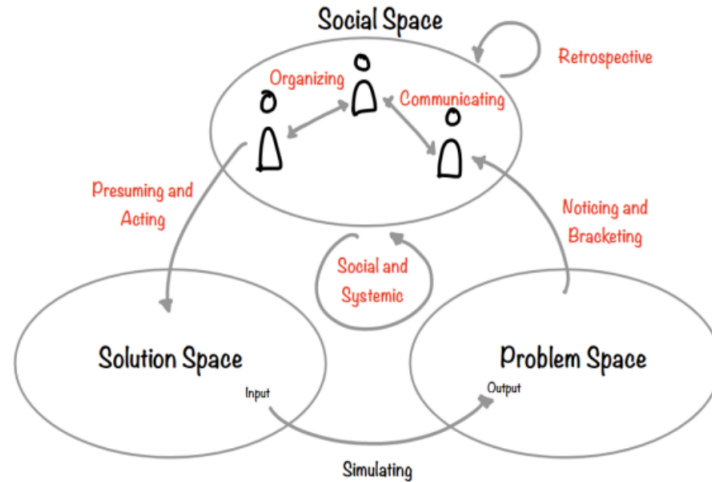 Social Space
Retrospective
Organizing
Communicating
Presuming and
Acting
Noticing and
Bracketing
Social and
Systemic
Solution Space
Problem Space
Input
Output
Simulating